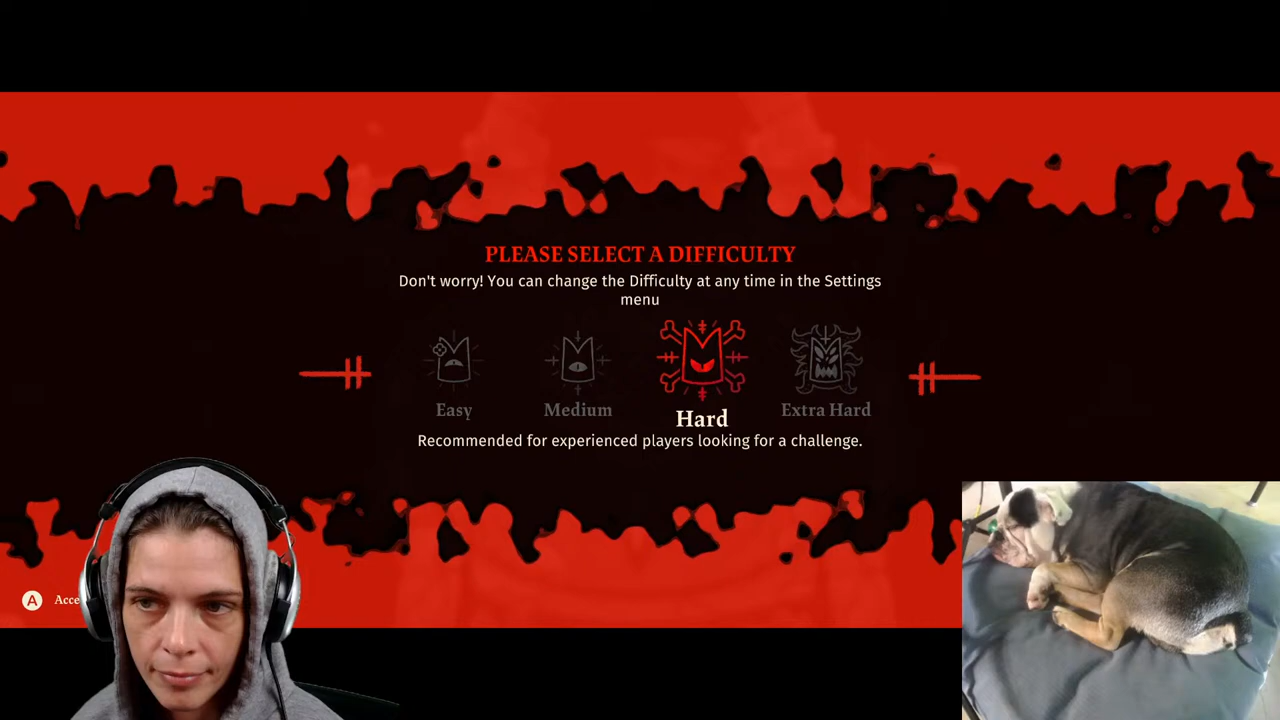 PLEASE SELECT A DIFFICULTY
Don't worry! You can change the Difficulty at any time in the Settings
menu
Easy Medium Hard Extra Hard
Recommended for experienced players looking for a challenge.
A Acce